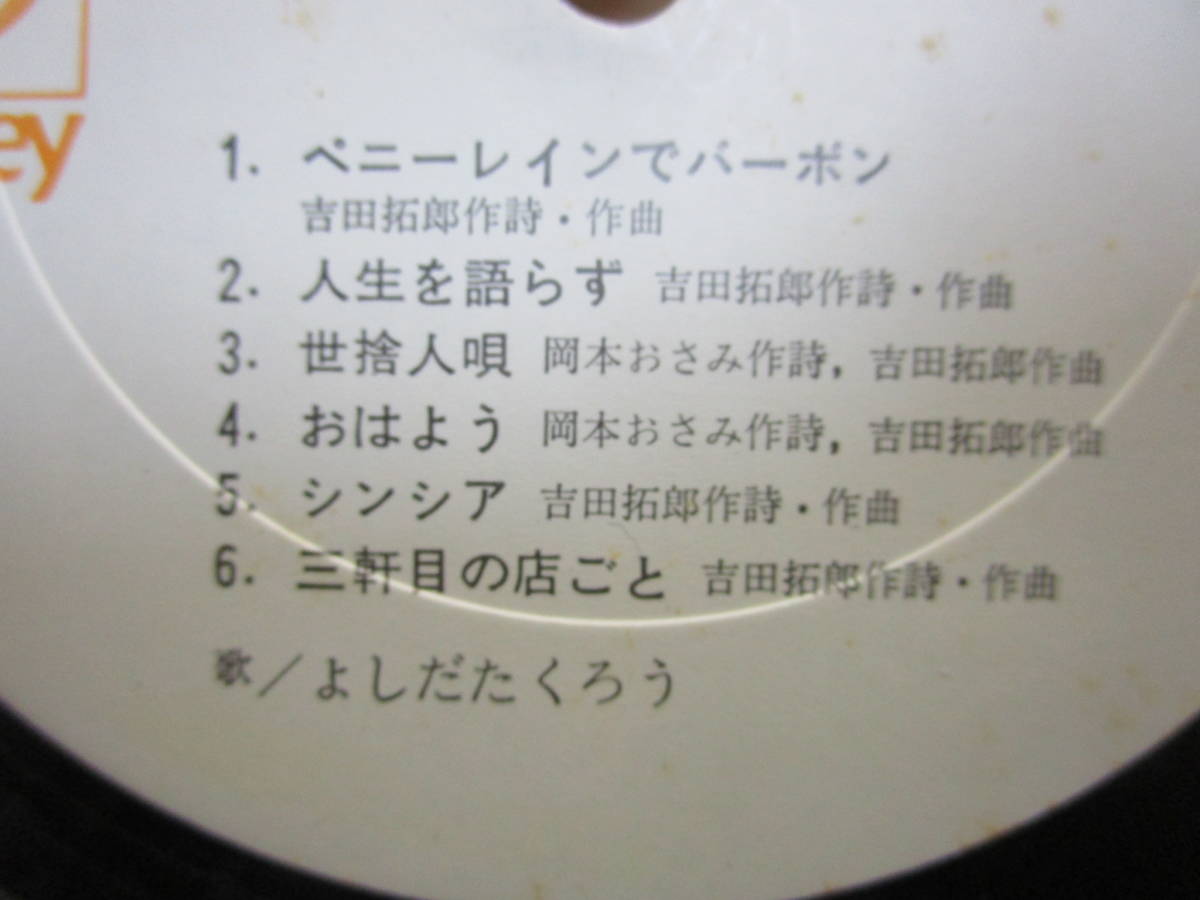 ey
1. ペニーレインでバーボン
吉田拓郎作詩・作曲
2. 人生を語らず 吉田拓郎作詩・作曲
3. 世捨人唄 岡本おさみ作詩，吉田拓郎作曲
4. おはよう 岡本おさみ作詩，吉田拓郎作曲
5. シンシア 吉田拓郎作詩・作曲
6. 三軒目の店ごと 吉田拓郎作詩・作曲
歌／よしだたくろう